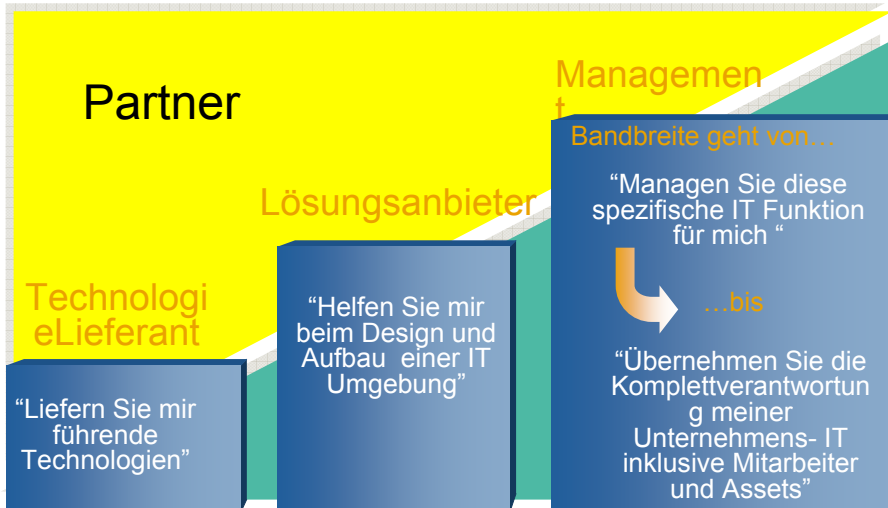 Partner
Technologi
eLieferant
“Liefern Sie mir
führende
Technologien”
Lösungsanbieter
“Helfen Sie mir
beim Design und
Aufbau einer IT
Umgebung”
Managemen
t
Bandbreite geht von…
“Managen Sie diese
spezifische IT Funktion
für mich “
…bis
“Übernehmen Sie die
Komplettverantwortun
g meiner
Unternehmens- IT
inklusive Mitarbeiter
und Assets”